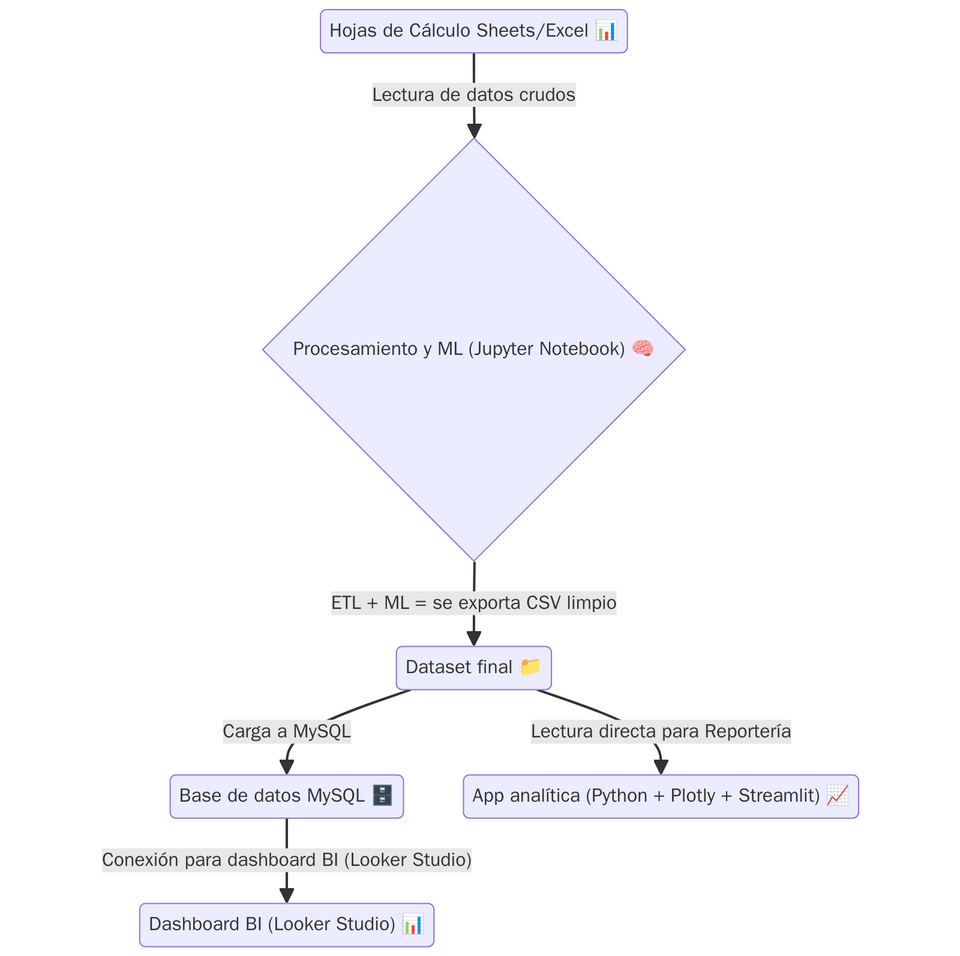 Hojas de Cálculo Sheets/Excel 📊
Lectura de datos crudos
Procesamiento y ML (Jupyter Notebook) 🧠
ETL + ML = se exporta CSV limpio
Dataset final 📁
Carga a MySQL
Lectura directa para Reportería
Base de datos MySQL 🗄️
App analítica (Python + Plotly + Streamlit) 📈
Conexión para dashboard BI (Looker Studio)
Dashboard BI (Looker Studio) 📊